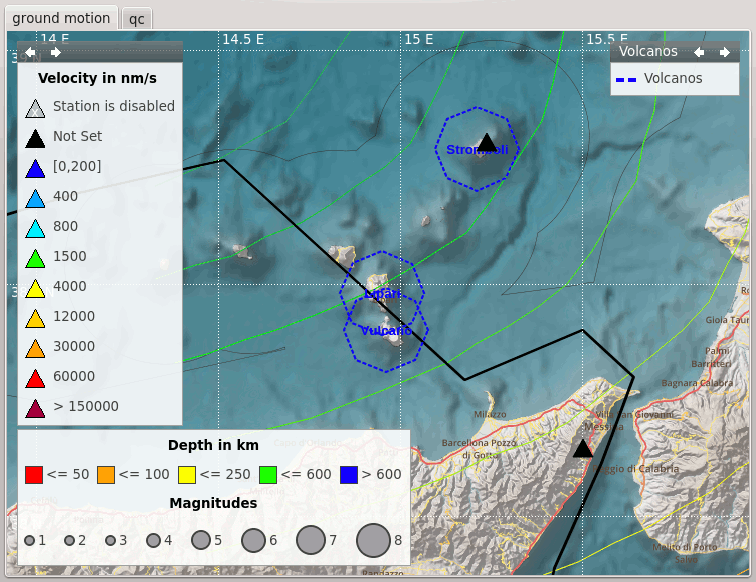 ground motion
qc
14 E
14.5 E
15 E
15.5 E
Velocity in nm/s
Station is disabled
Not Set
[0,200]
400
800
1500
4000
12000
30000
60000
> 150000
Volcanos
Volcanos
Stromboli
Lipari
Vulcano
Gioia Taur
Palmi
Barritteri
Bagnara Calabra
Milazzo
Villa San Giovanni
Messina
Barcellona Pozzo
di Gotto
ggio di Calabria
Melito di Porto
Salvo
Randazzo
Depth in km
<= 50
<= 100
<= 250
<= 600
> 600
Magnitudes
1
2
3
4
5
6
7
8